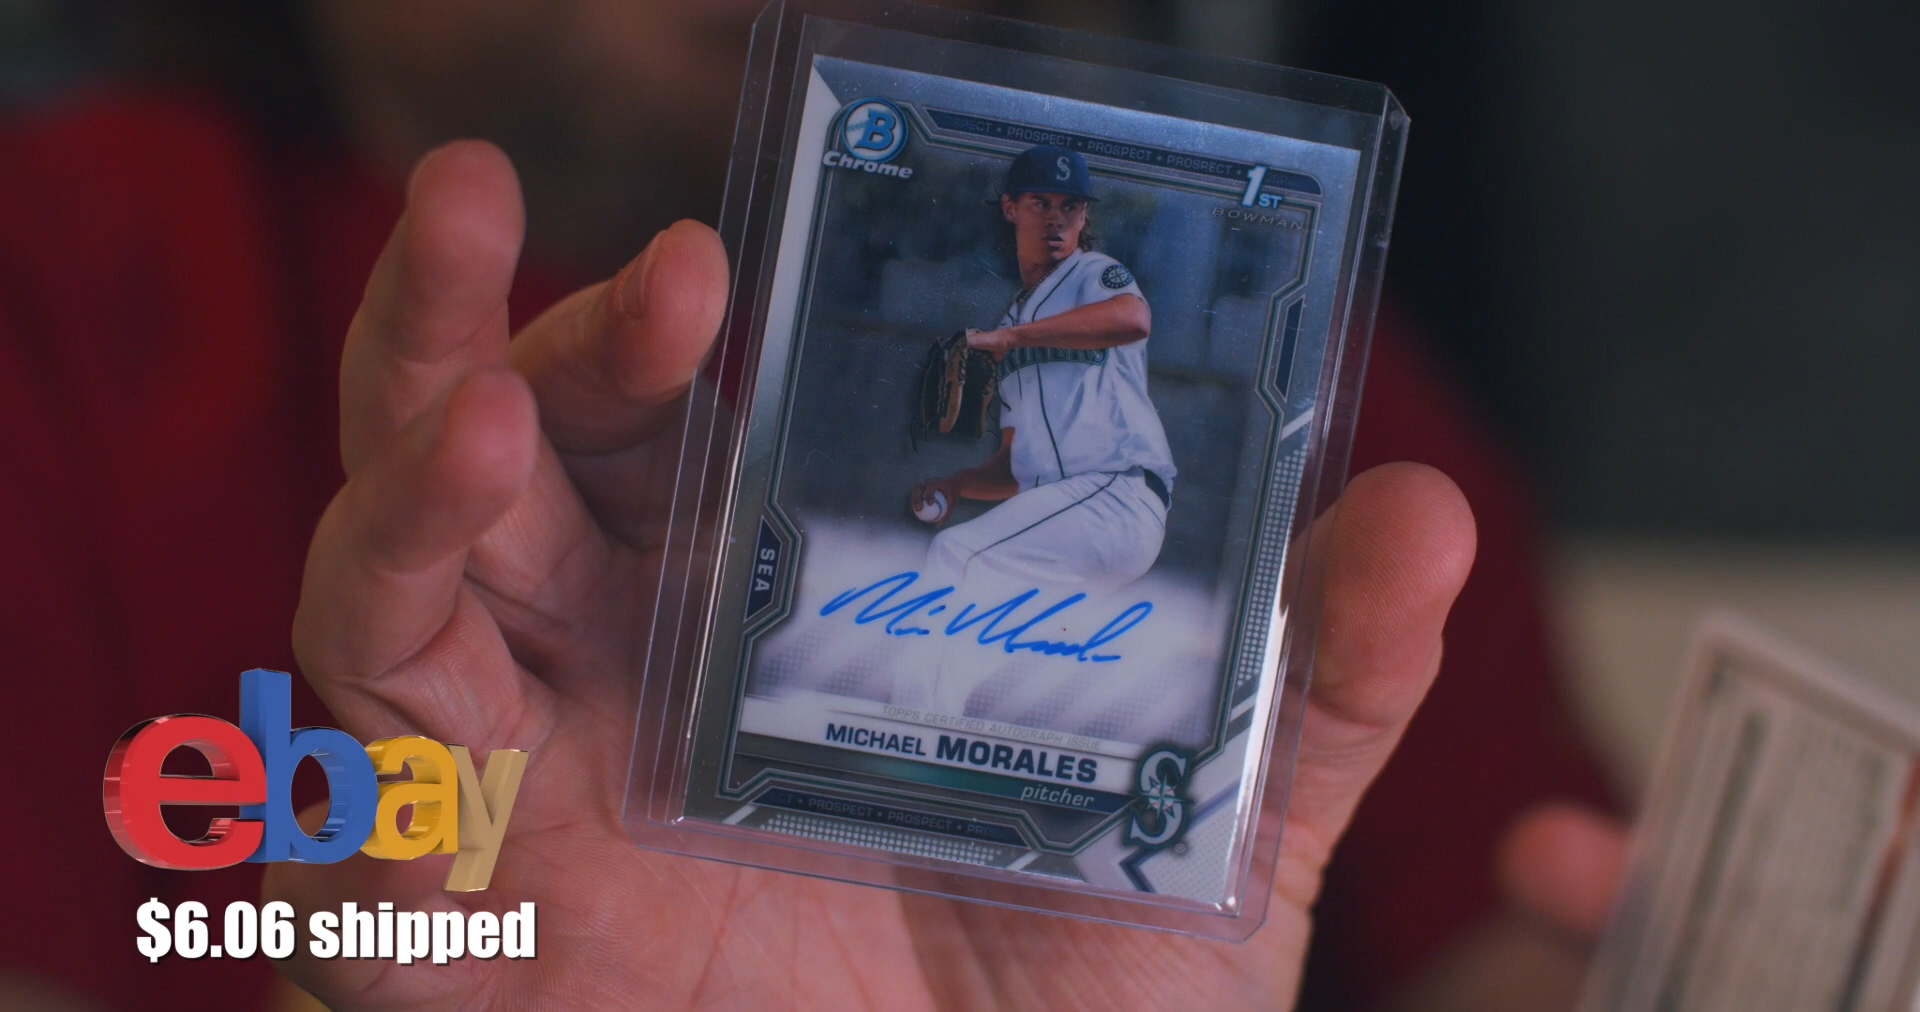 B
Chrome
PROSPECT • PROSPECT • PROSPECT •
1ST
BOWMAN
S
SEA
TOPPS CERTIFIED AUTOGRAPH ISSUE
MICHAEL MORALES
pitcher
PROSPECT • PROSPECT •
S
ebay
$6.06 shipped